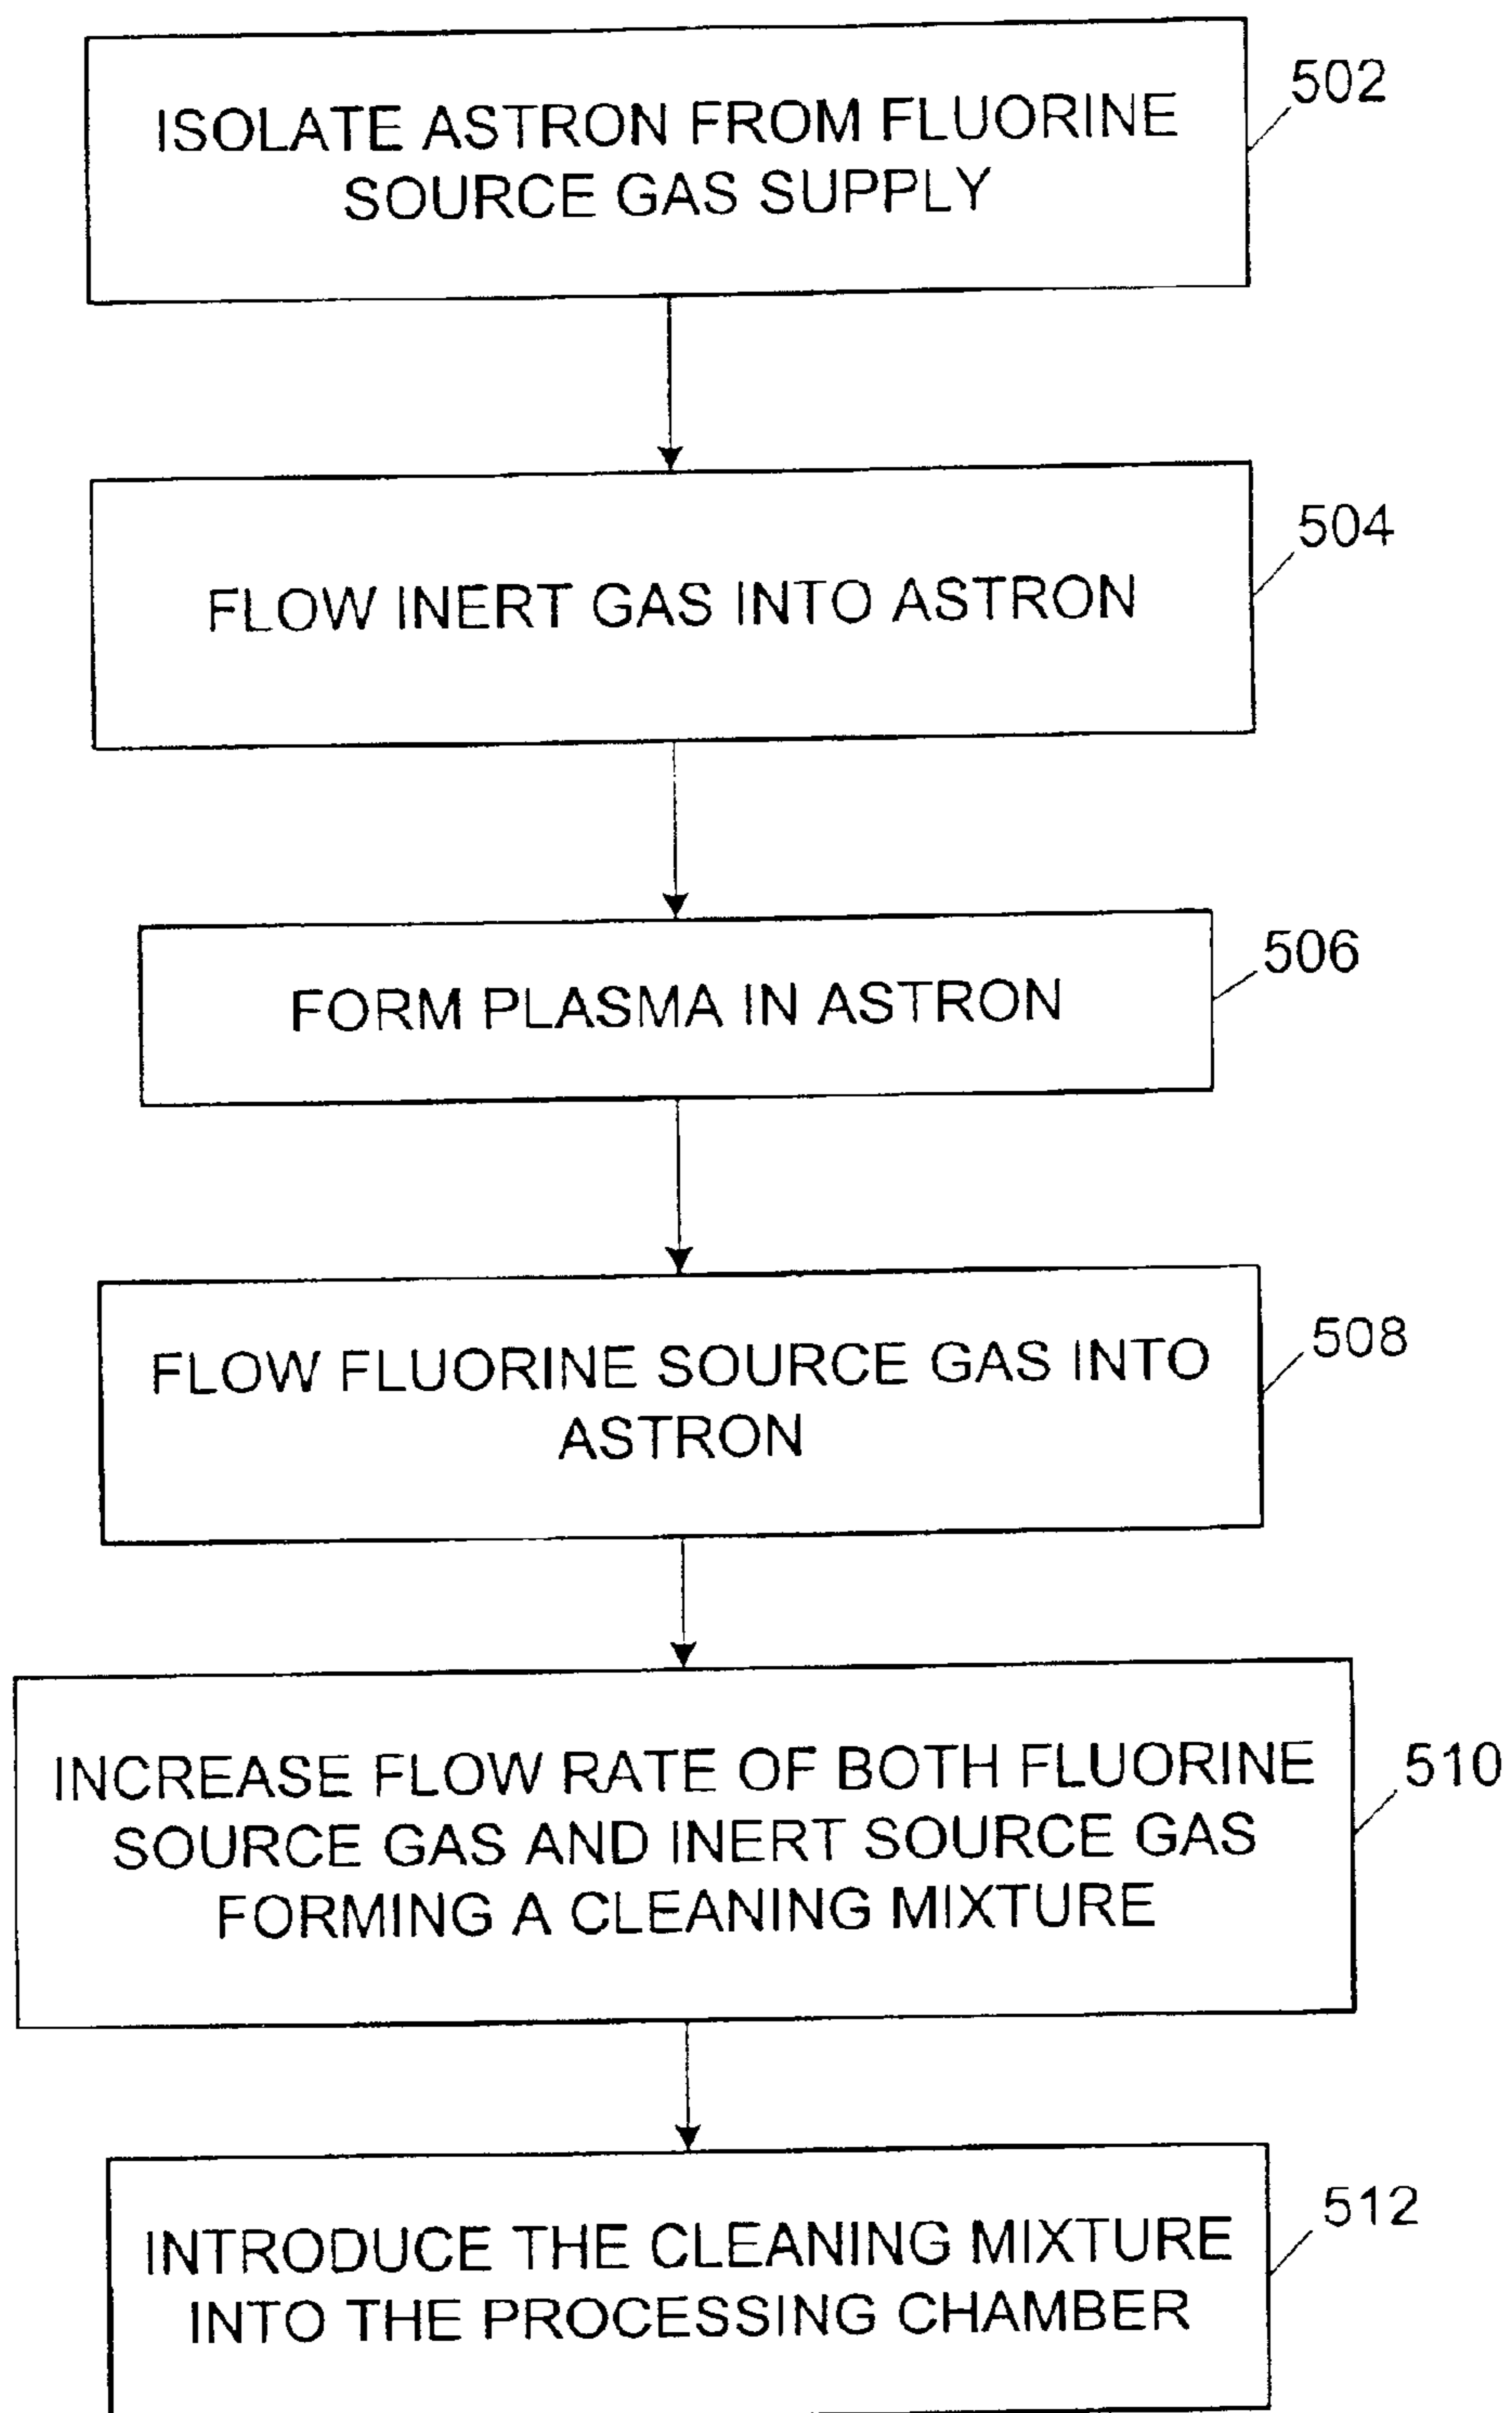 ISOLATE ASTRON FROM FLUORINE
SOURCE GAS SUPPLY
502
FLOW INERT GAS INTO ASTRON
504
FORM PLASMA IN ASTRON
506
FLOW FLUORINE SOURCE GAS INTO
ASTRON
508
INCREASE FLOW RATE OF BOTH FLUORINE
SOURCE GAS AND INERT SOURCE GAS
FORMING A CLEANING MIXTURE
510
INTRODUCE THE CLEANING MIXTURE
INTO THE PROCESSING CHAMBER
512